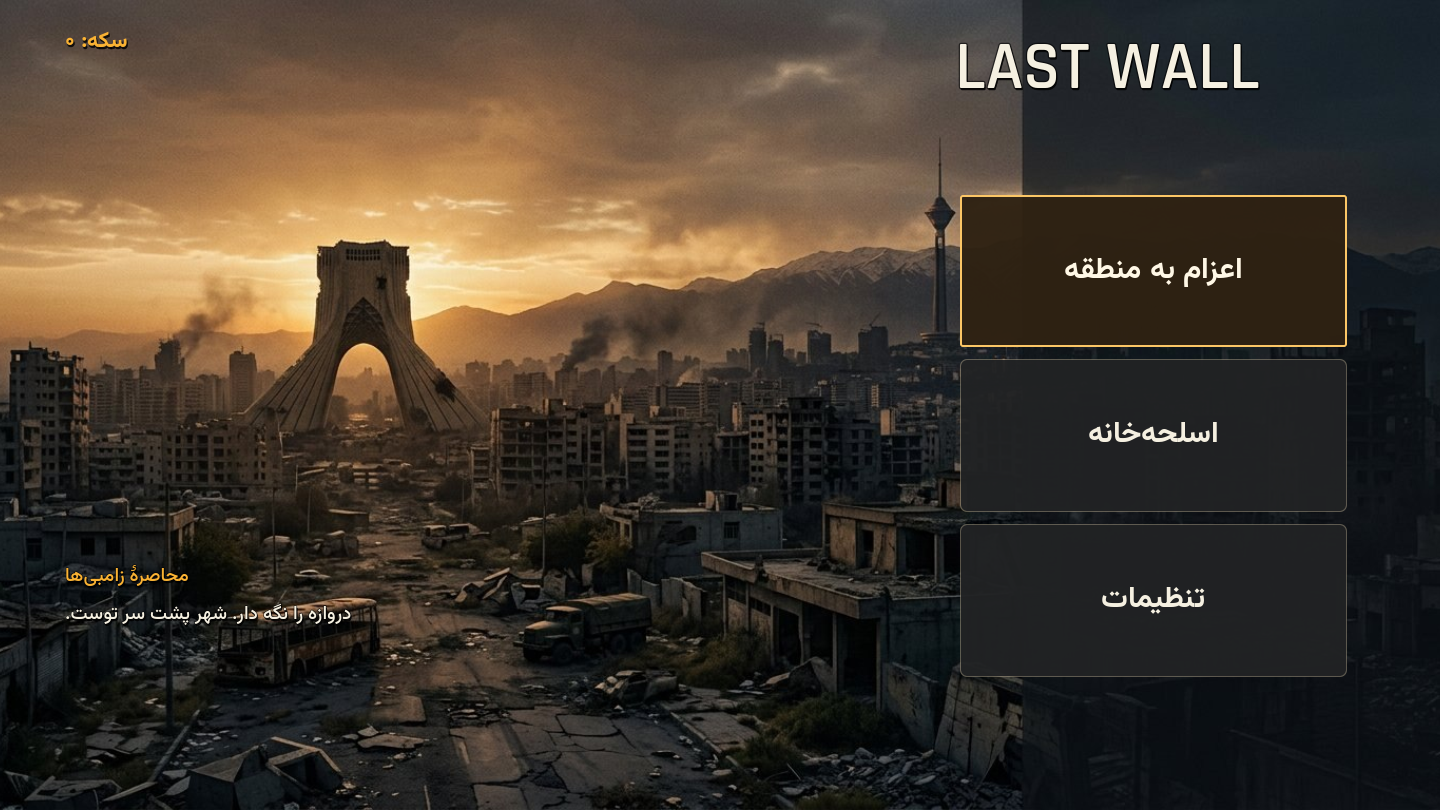 سکه: ۰
LAST WALL
اعزام به منطقه
اسلحه‌خانه
تنظیمات
محاصرهٔ زامبی‌ها
دروازه را نگه دار. شهر پشت سر توست.